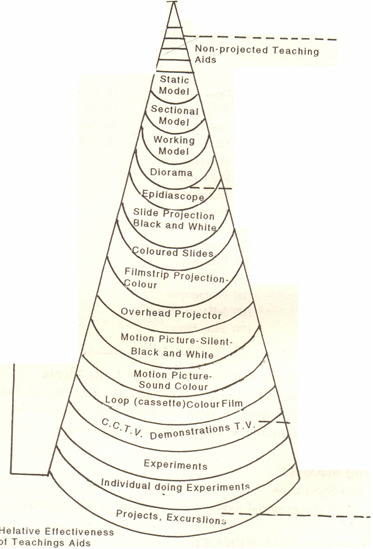 Non-projected Teaching
Aids
Static
Model
Sectional
Model
Working
Model
Diorama
Epidiascope
Slide Projection
Black and White
Coloured Slides
Filmstrip Projection-
Colour
Overhead Projector
Motion Picture-Silent-
Black and White
Motion Picture-
Sound Colour
Loop (cassette)Colour Film
C.C.T.V. Demonstrations T.V.
Experiments
Individual doing Experiments
Projects, Excurslions
Helative Effectiveness
of Teachings Aids